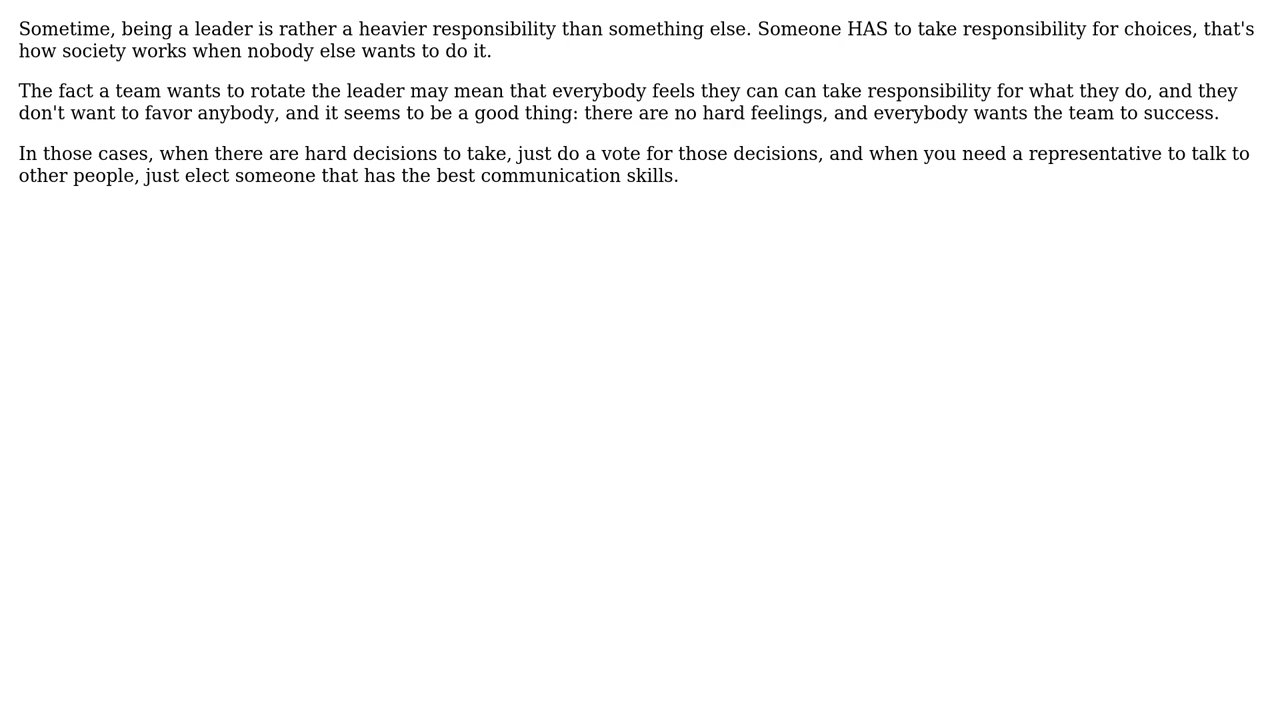 Sometime, being a leader is rather a heavier responsibility than something else. Someone HAS to take responsibility for choices, that's
how society works when nobody else wants to do it.
The fact a team wants to rotate the leader may mean that everybody feels they can can take responsibility for what they do, and they
don't want to favor anybody, and it seems to be a good thing: there are no hard feelings, and everybody wants the team to success.
In those cases, when there are hard decisions to take, just do a vote for those decisions, and when you need a representative to talk to
other people, just elect someone that has the best communication skills.